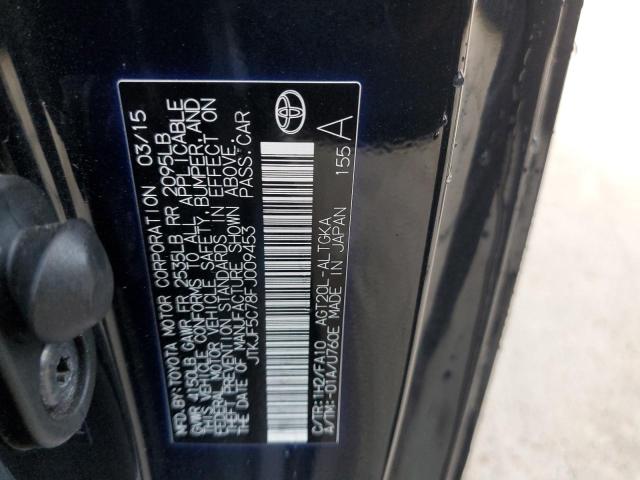 MFD.BY:TOYOTA MOTOR CORPORATION 03/15
GVWR 4150LB GAWR FR 2535LB RR 2095LB
THIS VEHICLE CONFORMS TO ALL APPLICABLE
FEDERAL MOTOR VEHICLE SAFETY, BUMPER, AND
THEFT PREVENTION STANDARDS IN EFFECT ON
THE DATE OF MANUFACTURE SHOWN ABOVE.
JTKJF5C78FJ009453 PASS.CAR
C/TR:1H2/FA10 AGT20L-ALTGKA
A/TM:-01A/U760E MADE IN JAPAN 155 A